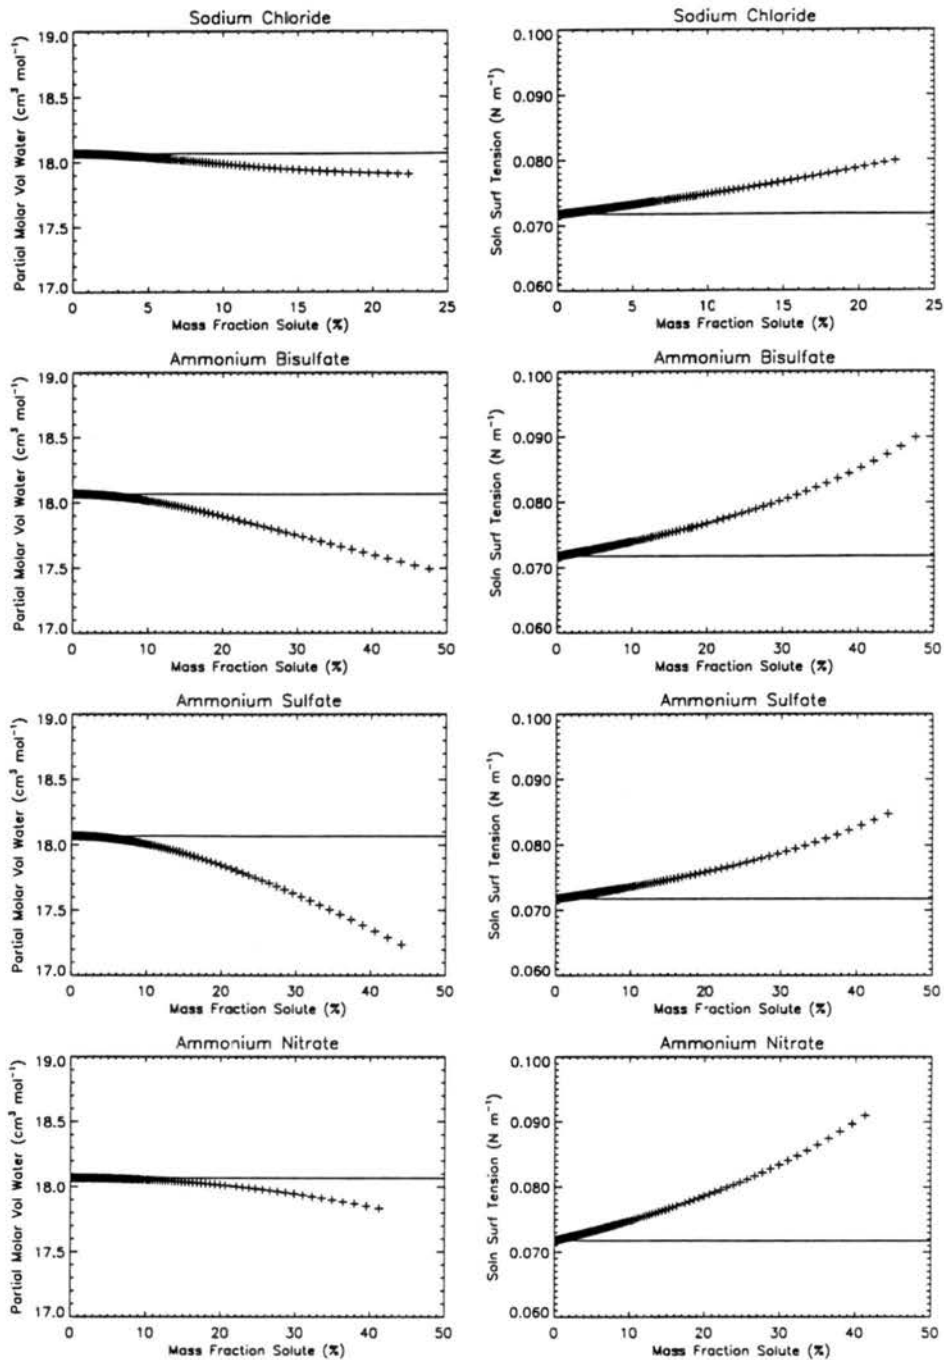 Sodium Chloride
Partial Molar Vol Water (cm³ mol⁻¹)
19.0
18.5
18.0
17.5
17.0
0 5 10 15 20 25
Mass Fraction Solute (%)
Sodium Chloride
Soln Surf Tension (N m⁻¹)
0.100
0.090
0.080
0.070
0.060
0 5 10 15 20 25
Mass Fraction Solute (%)
Ammonium Bisulfate
Partial Molar Vol Water (cm³ mol⁻¹)
19.0
18.5
18.0
17.5
17.0
0 10 20 30 40 50
Mass Fraction Solute (%)
Ammonium Bisulfate
Soln Surf Tension (N m⁻¹)
0.100
0.090
0.080
0.070
0.060
0 10 20 30 40 50
Mass Fraction Solute (%)
Ammonium Sulfate
Partial Molar Vol Water (cm³ mol⁻¹)
19.0
18.5
18.0
17.5
17.0
0 10 20 30 40 50
Mass Fraction Solute (%)
Ammonium Sulfate
Soln Surf Tension (N m⁻¹)
0.100
0.090
0.080
0.070
0.060
0 10 20 30 40 50
Mass Fraction Solute (%)
Ammonium Nitrate
Partial Molar Vol Water (cm³ mol⁻¹)
19.0
18.5
18.0
17.5
17.0
0 10 20 30 40 50
Mass Fraction Solute (%)
Ammonium Nitrate
Soln Surf Tension (N m⁻¹)
0.100
0.090
0.080
0.070
0.060
0 10 20 30 40 50
Mass Fraction Solute (%)